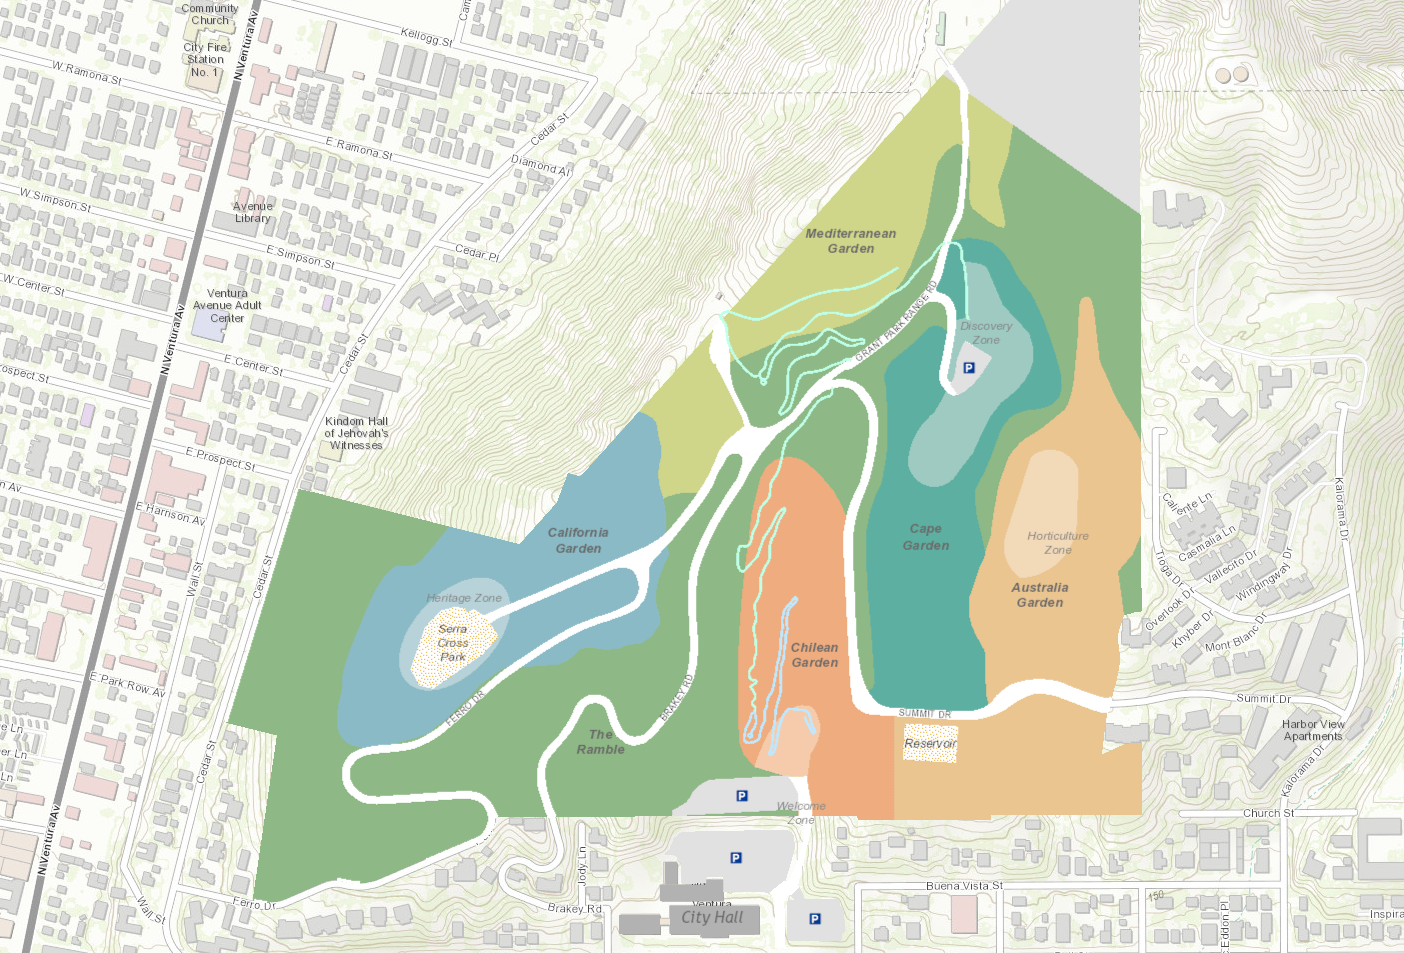 Community
Church
City Fire
Station
No. 1
N Ventura Av
Kellogg St
W Ramona St
E Ramona St
Cedar St
Diamond Al
W Simpson St
Avenue
Library
E Simpson St
Cedar Pl
W Center St
Ventura
Avenue Adult
Center
N Ventura Av
E Center St
Cedar St
Kindom Hall
of Jehovah's
Witnesses
E Prospect St
E Harrison Av
Wall St
Cedar St
E Park Row Av
Cedar St
N Ventura Av
Wall St
Ferro Dr
Mediterranean
Garden
GRANT PARK RANGE RD
Discovery
Zone
P
California
Garden
Heritage Zone
Serra
Cross
Park
FERRO DR
BRAKEY RD
The
Ramble
Chilean
Garden
Cape
Garden
Horticulture
Zone
Australia
Garden
SUMMIT DR
Reservoir
P
Welcome
Zone
P
Ventura
City Hall
P
Jody Ln
Brakey Rd
Caliente Ln
Casmalia Ln
Vallecito Dr
Windingway Dr
Tioga Dr
Overlook Dr
Khyber Dr
Mont Blanc Dr
Kalorama Dr
Summit Dr
Harbor View
Apartments
Kalorama Dr
Church St
Buena Vista St
150
S Eddon Pl